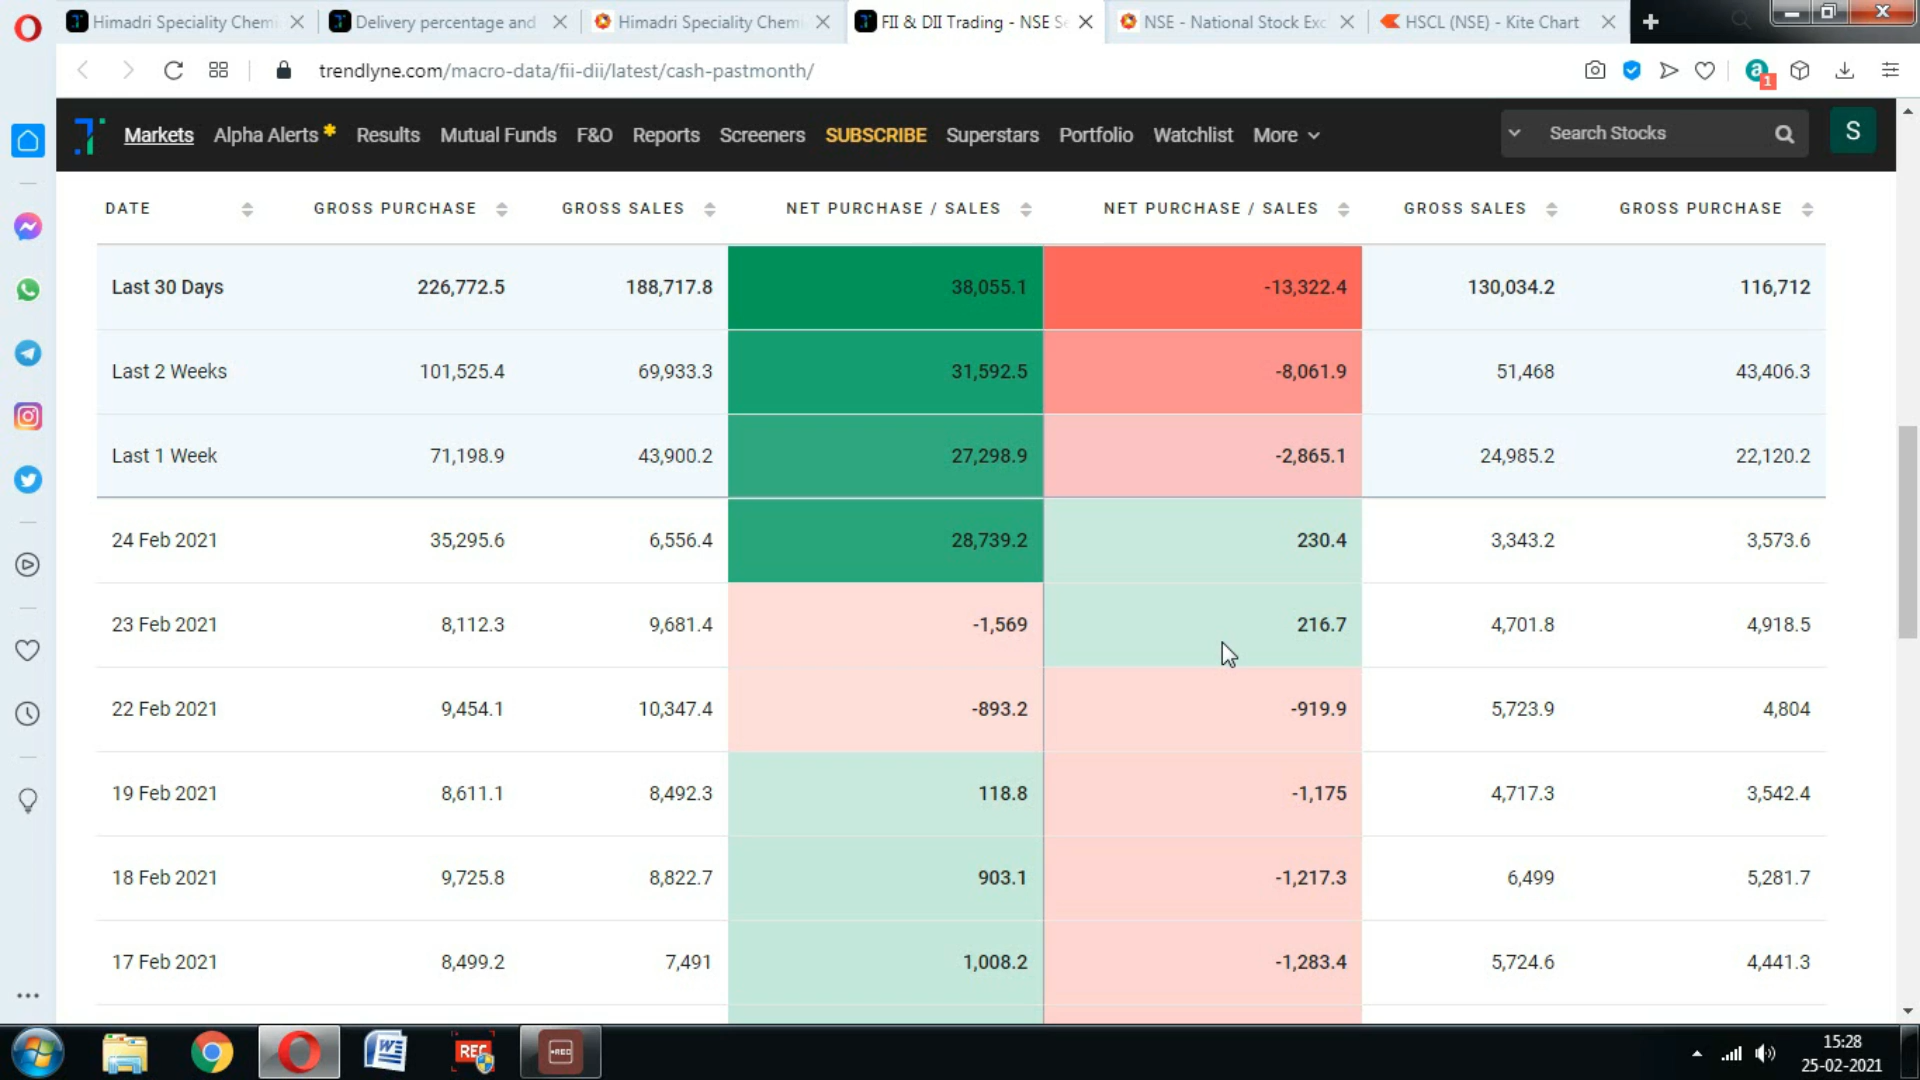 Himadri Speciality Chemi
Delivery percentage and
Himadri Speciality Chemi
FII & DII Trading - NSE Se
NSE - National Stock Exc
HSCL (NSE) - Kite Chart
trendlyne.com/macro-data/fii-dii/latest/cash-pastmonth/
1
Markets Alpha Alerts Results Mutual Funds F&O Reports Screeners SUBSCRIBE Superstars Portfolio Watchlist More Search Stocks S
DATE GROSS PURCHASE GROSS SALES NET PURCHASE / SALES NET PURCHASE / SALES GROSS SALES GROSS PURCHASE
Last 30 Days 226,772.5 188,717.8 38,055.1 -13,322.4 130,034.2 116,712
Last 2 Weeks 101,525.4 69,933.3 31,592.5 -8,061.9 51,468 43,406.3
Last 1 Week 71,198.9 43,900.2 27,298.9 -2,865.1 24,985.2 22,120.2
24 Feb 2021 35,295.6 6,556.4 28,739.2 230.4 3,343.2 3,573.6
23 Feb 2021 8,112.3 9,681.4 -1,569 216.7 4,701.8 4,918.5
22 Feb 2021 9,454.1 10,347.4 -893.2 -919.9 5,723.9 4,804
19 Feb 2021 8,611.1 8,492.3 118.8 -1,175 4,717.3 3,542.4
18 Feb 2021 9,725.8 8,822.7 903.1 -1,217.3 6,499 5,281.7
17 Feb 2021 8,499.2 7,491 1,008.2 -1,283.4 5,724.6 4,441.3
REC
REC
15:28
25-02-2021